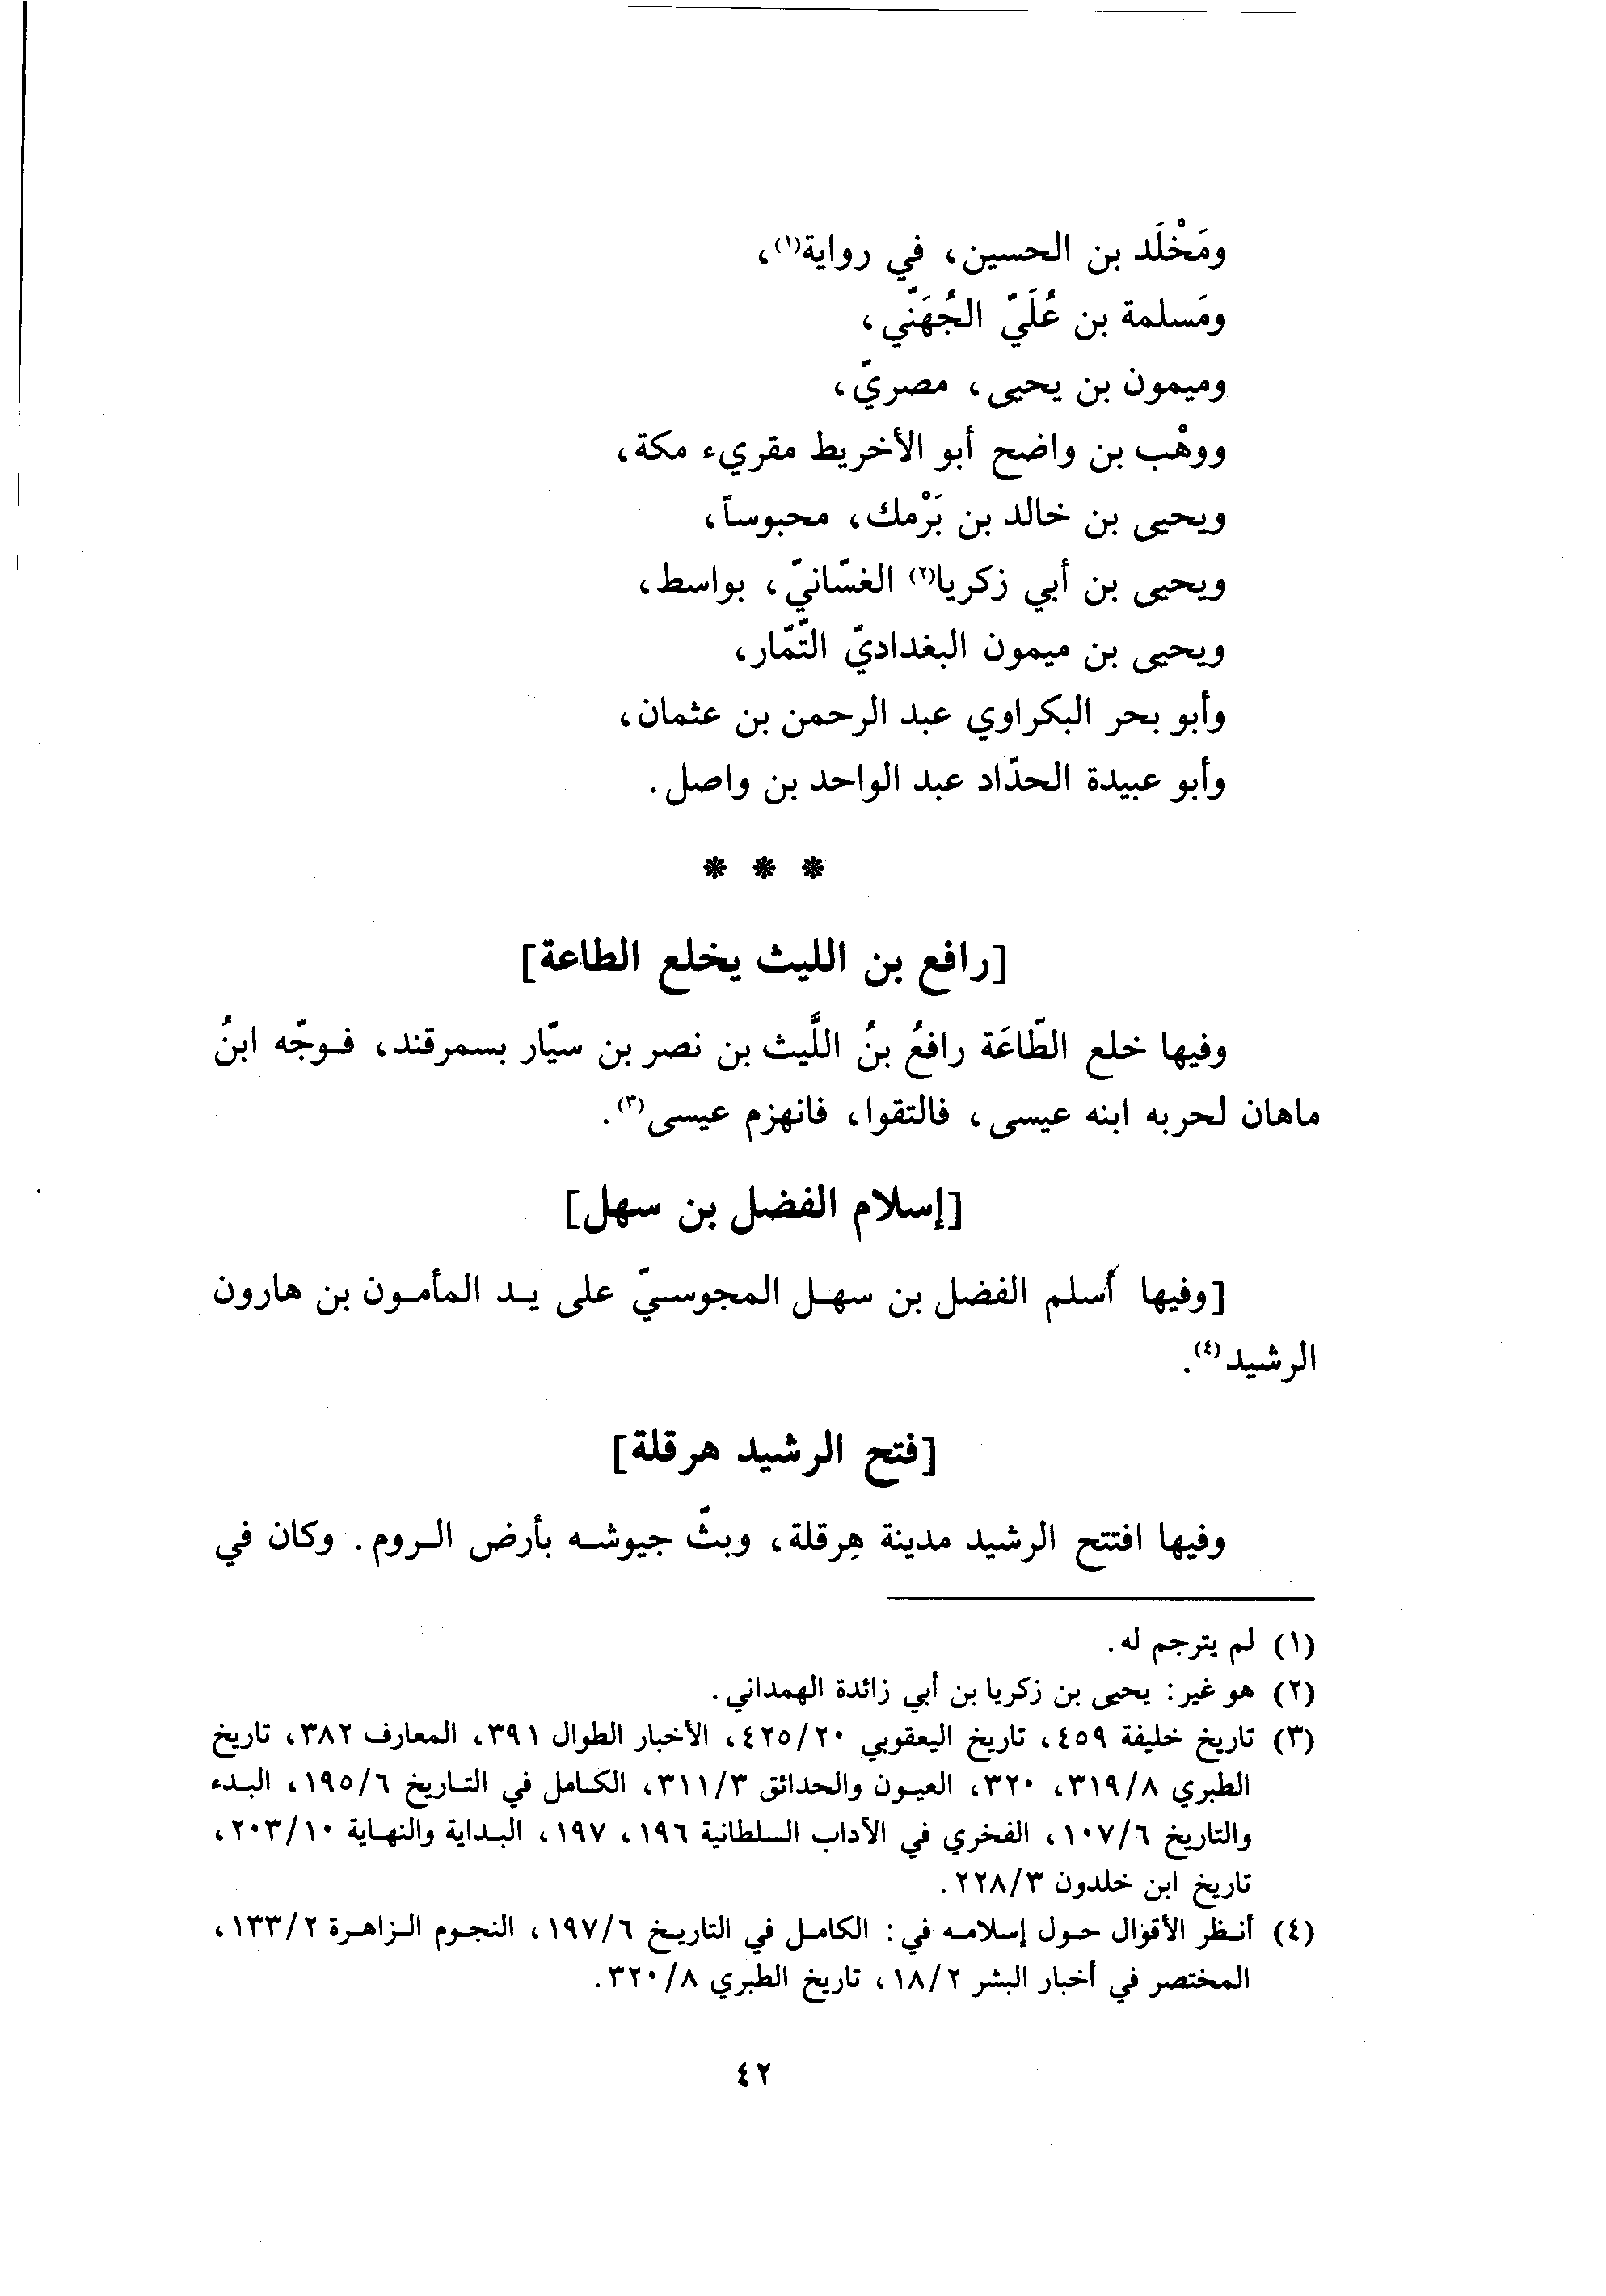 ومَخْلَد بن الحسين، في رواية(١)،
ومَسلمة بن عُلَيّ الجُهَنّي،
وميمون بن يحيى، مصريّ،
ووهْب بن واضح أبو الأخريط مقريء مكة،
ويحيى بن خالد بن بَرْمك، محبوساً،
ويحيى بن أبي زكريا(٢) الغسّانيّ، بواسط،
ويحيى بن ميمون البغداديّ التّمّار،
وأبو بحر البكراوي عبد الرحمن بن عثمان،
وأبو عبيدة الحدّاد عبد الواحد بن واصل.
* * *
[رافع بن الليث يخلع الطاعة]
وفيها خلع الطّاعَة رافعُ بنُ اللَّيث بن نصر بن سيّار بسمرقند، فوجّه ابنُ
ماهان لحربه ابنه عيسى، فالتقوا، فانهزم عيسى(٣).
[إسلام الفضل بن سهل]
[وفيها أسلم الفضل بن سهل المجوسيّ على يد المأمون بن هارون
الرشيد(٤).
[فتح الرشيد هرقلة]
وفيها افتتح الرشيد مدينة هِرقلة، وبثّ جيوشه بأرض الروم. وكان في
(١) لم يترجم له.
(٢) هو غير: يحيى بن زكريا بن أبي زائدة الهمداني.
(٣) تاريخ خليفة ٤٥٩، تاريخ اليعقوبي ٤٢٥/٢٠، الأخبار الطوال ٣٩١، المعارف ٣٨٢، تاريخ
الطبري ٣١٩/٨، ٣٢٠، العيون والحدائق ٣١١/٣، الكامل في التاريخ ١٩٥/٦، البدء
والتاريخ ١٠٧/٦، الفخري في الآداب السلطانية ١٩٦، ١٩٧، البداية والنهاية ٢٠٣/١٠،
تاريخ ابن خلدون ٢٢٨/٣.
(٤) أنظر الأقوال حول إسلامه في: الكامل في التاريخ ١٩٧/٦، النجوم الزاهرة ١٣٣/٢،
المختصر في أخبار البشر ١٨/٢، تاريخ الطبري ٣٢٠/٨.
٤٢